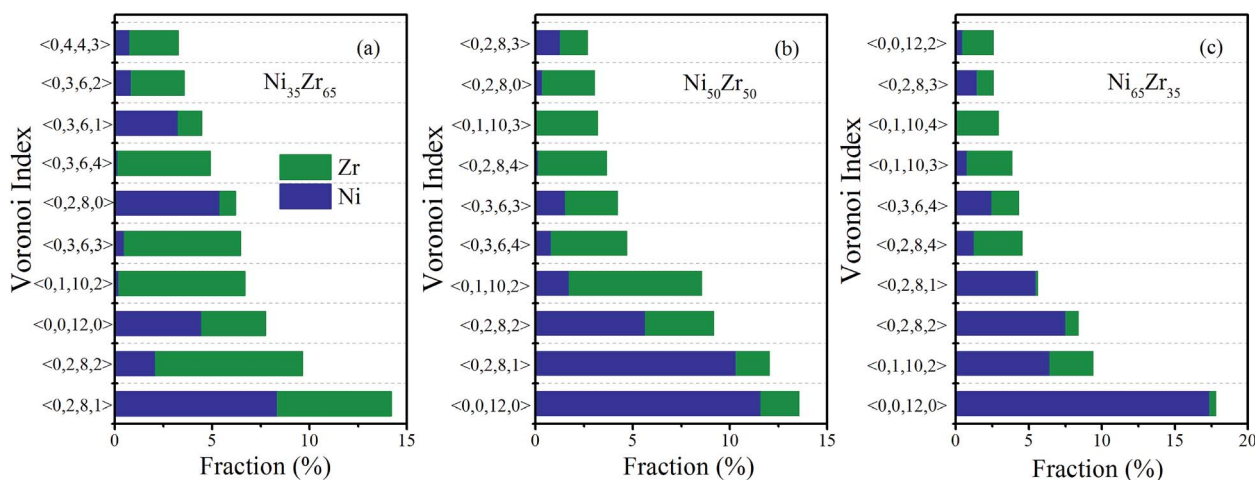 (a)
Ni35Zr65
Voronoi Index
<0,4,4,3>
<0,3,6,2>
<0,3,6,1>
<0,3,6,4>
<0,2,8,0>
<0,3,6,3>
<0,1,10,2>
<0,0,12,0>
<0,2,8,2>
<0,2,8,1>
Zr
Ni
0 5 10 15
Fraction (%)
(b)
Ni50Zr50
Voronoi Index
<0,2,8,3>
<0,2,8,0>
<0,1,10,3>
<0,2,8,4>
<0,3,6,3>
<0,3,6,4>
<0,1,10,2>
<0,2,8,2>
<0,2,8,1>
<0,0,12,0>
0 5 10 15
Fraction (%)
(c)
Ni65Zr35
Voronoi Index
<0,0,12,2>
<0,2,8,3>
<0,1,10,4>
<0,1,10,3>
<0,3,6,4>
<0,2,8,4>
<0,2,8,1>
<0,2,8,2>
<0,1,10,2>
<0,0,12,0>
0 5 10 15 20
Fraction (%)